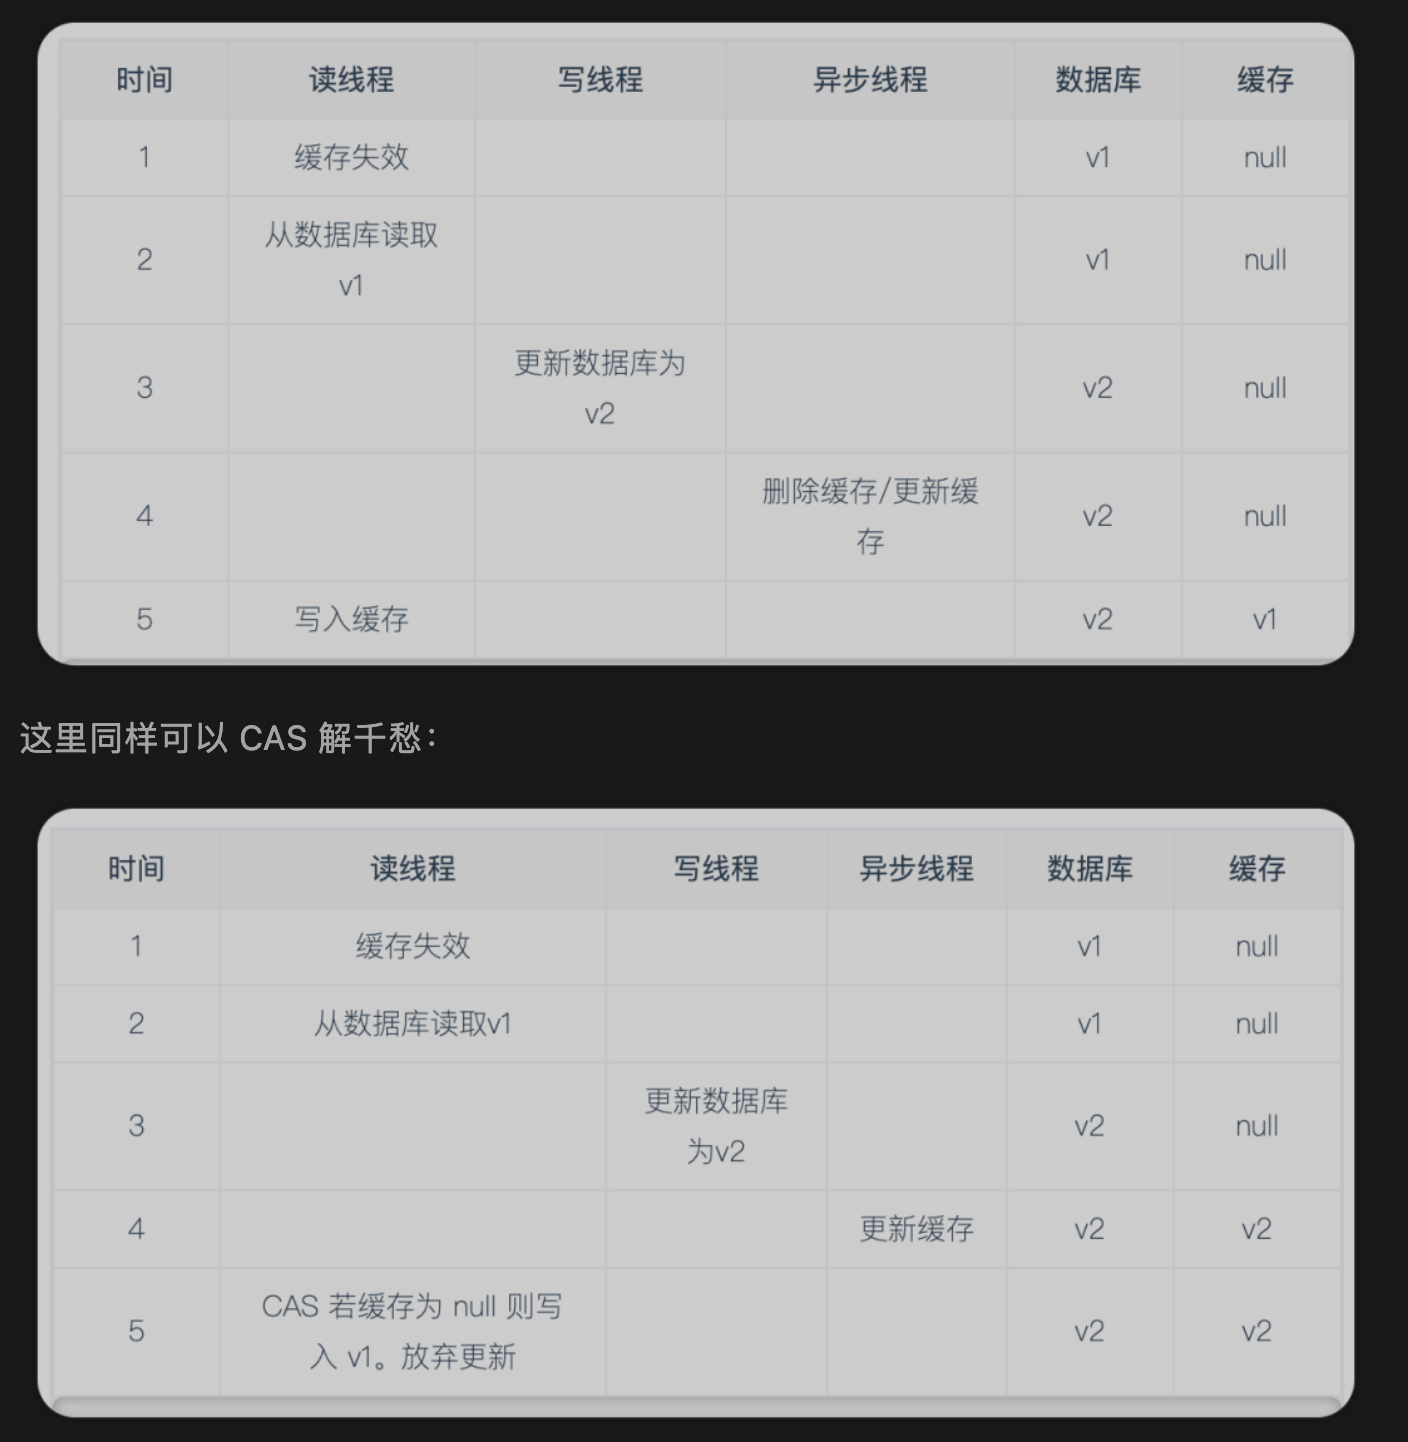 时间 读线程 写线程 异步线程 数据库 缓存
1 缓存失效 v1 null
从数据库读取
2 v1 null
v1
更新数据库为
3 v2 null
v2
删除缓存/更新缓
4 v2 null
存
5 写入缓存 v2 v1
这里同样可以 CAS 解千愁：
时间 读线程 写线程 异步线程 数据库 缓存
1 缓存失效 v1 null
2 从数据库读取v1 v1 null
更新数据库
3 v2 null
为v2
4 更新缓存 v2 v2
CAS 若缓存为 null 则写
5 v2 v2
入 v1。放弃更新